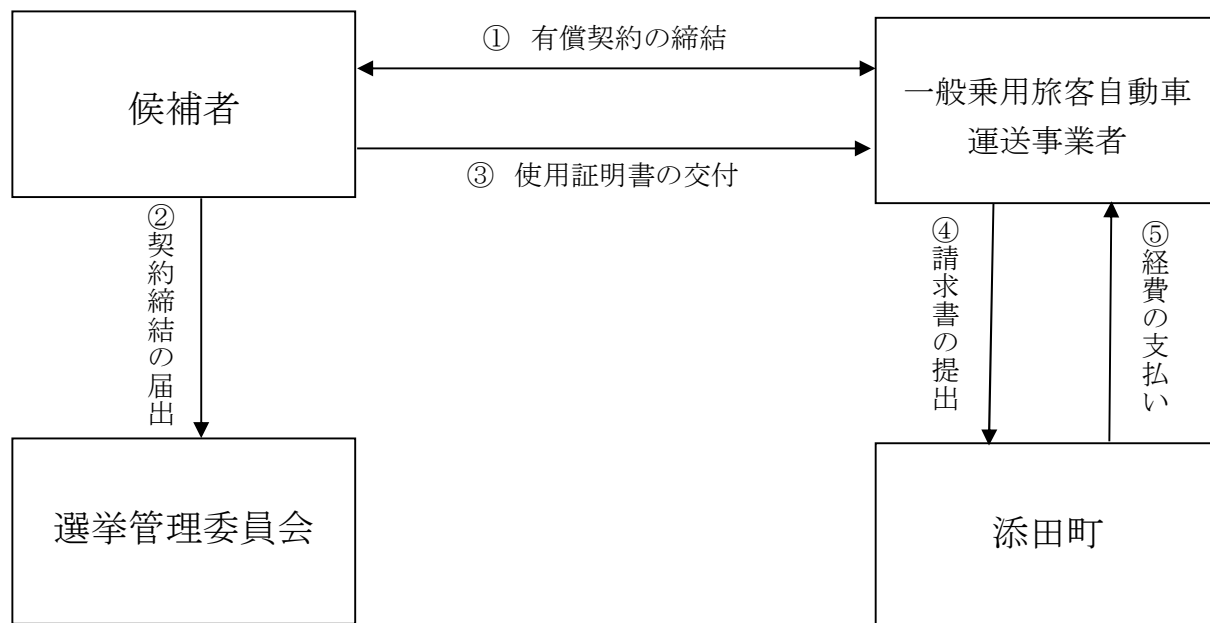 ① 有償契約の締結
候補者
一般乗用旅客自動車
運送事業者
③ 使用証明書の交付
②契約締結の届出
④請求書の提出
⑤経費の支払い
選挙管理委員会
添田町